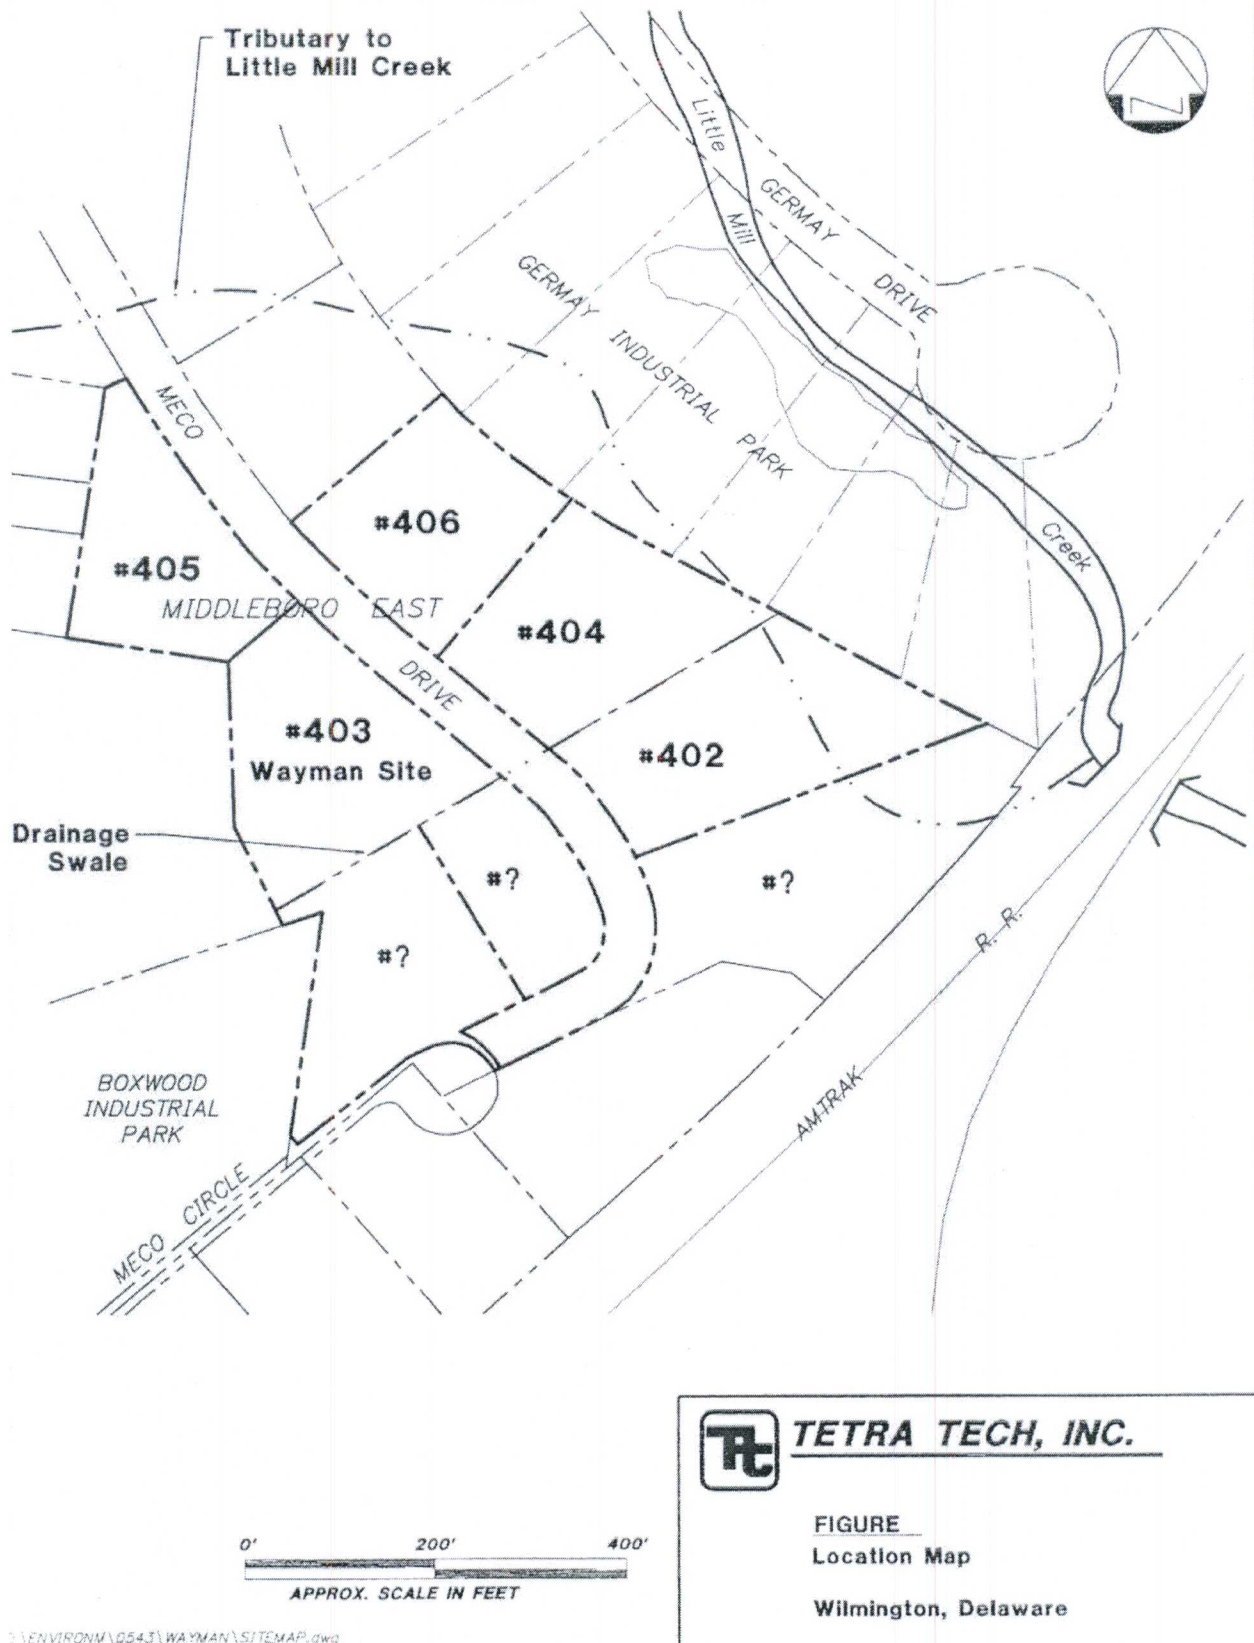 Tributary to
Little Mill Creek
Little
Mill
Creek
GERMAY
DRIVE
GERMAY
INDUSTRIAL
PARK
MECO
DRIVE
#406
#405
MIDDLEBORO EAST
#404
#403
Wayman Site
#402
Drainage
Swale
#?
#?
#?
R. R.
AMTRAK
BOXWOOD
INDUSTRIAL
PARK
MECO CIRCLE
TETRA TECH, INC.
FIGURE
Location Map
Wilmington, Delaware
0' 200' 400'
APPROX. SCALE IN FEET
:\ENVIRONM\0543\WAYMAN\SITEMAP.dwg